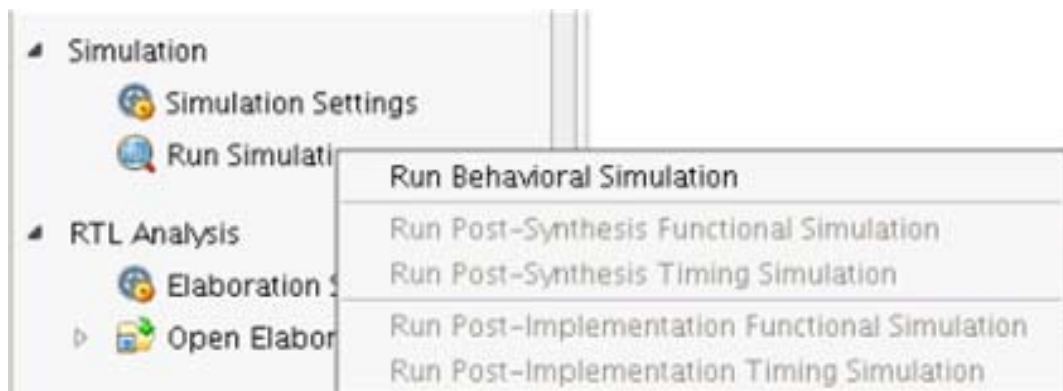 Simulation
Simulation Settings
Run Simulati
Run Behavioral Simulation
Run Post-Synthesis Functional Simulation
Run Post-Synthesis Timing Simulation
Run Post-Implementation Functional Simulation
Run Post-Implementation Timing Simulation
RTL Analysis
Elaboration
Open Elabor